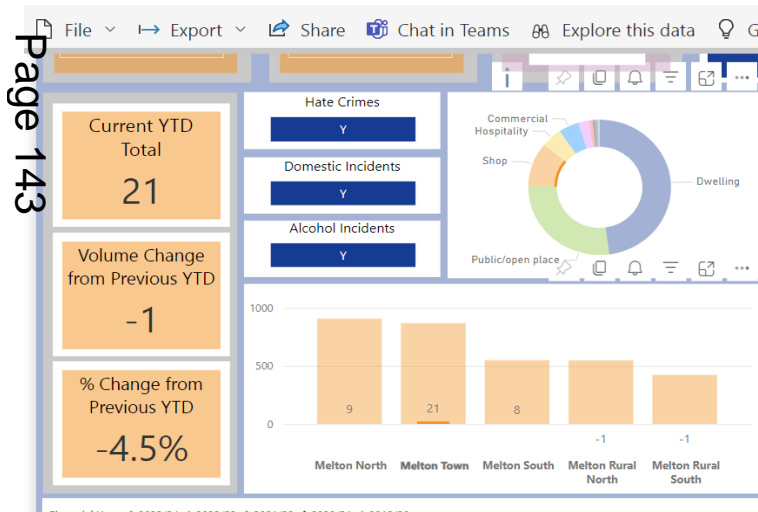 File
Export
Share
Chat in Teams
Explore this data
G
Page 143
Current YTD
Total
21
Volume Change
from Previous YTD
-1
% Change from
Previous YTD
-4.5%
Hate Crimes
Y
Domestic Incidents
Y
Alcohol Incidents
Y
Commercial
Hospitality
Shop
Dwelling
Public/open place
1000
500
0
9
21
8
-1
-1
Melton North
Melton Town
Melton South
Melton Rural
North
Melton Rural
South